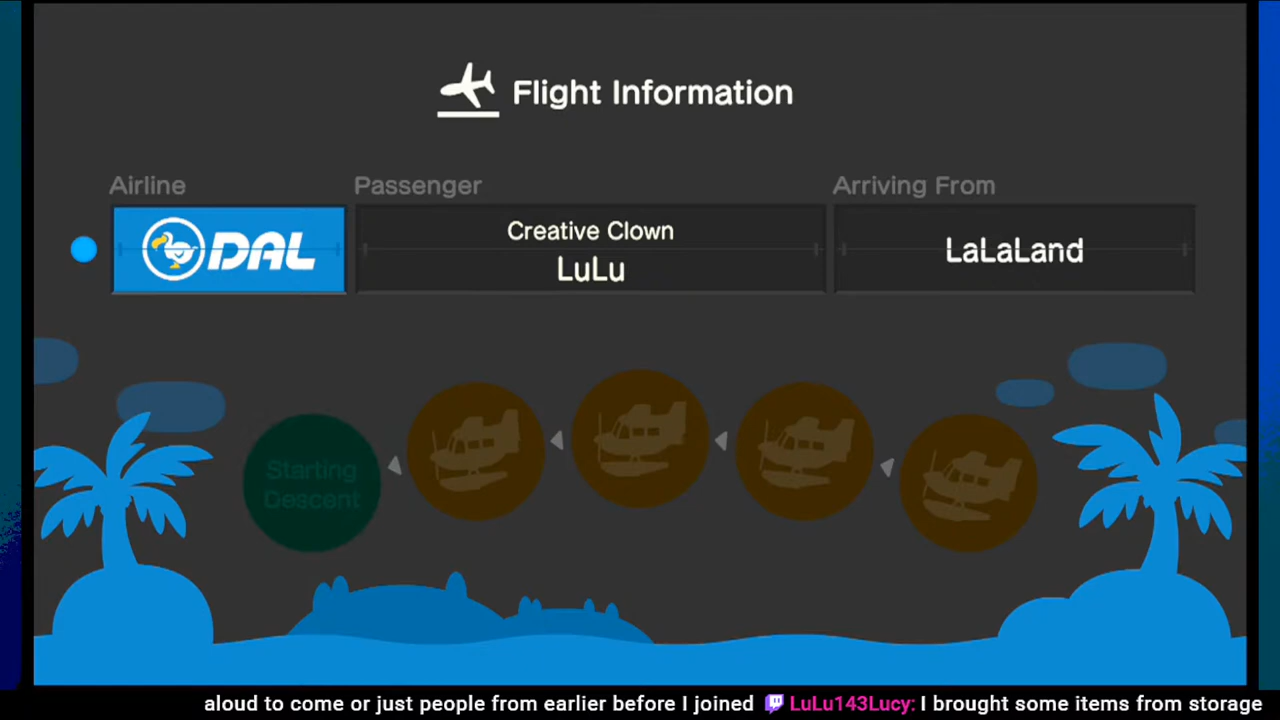 Flight Information
Airline
Passenger
Arriving From
DAL
Creative Clown
LuLu
LaLaLand
Starting
Descent
aloud to come or just people from earlier before I joined LuLu143Lucy: I brought some items from storage